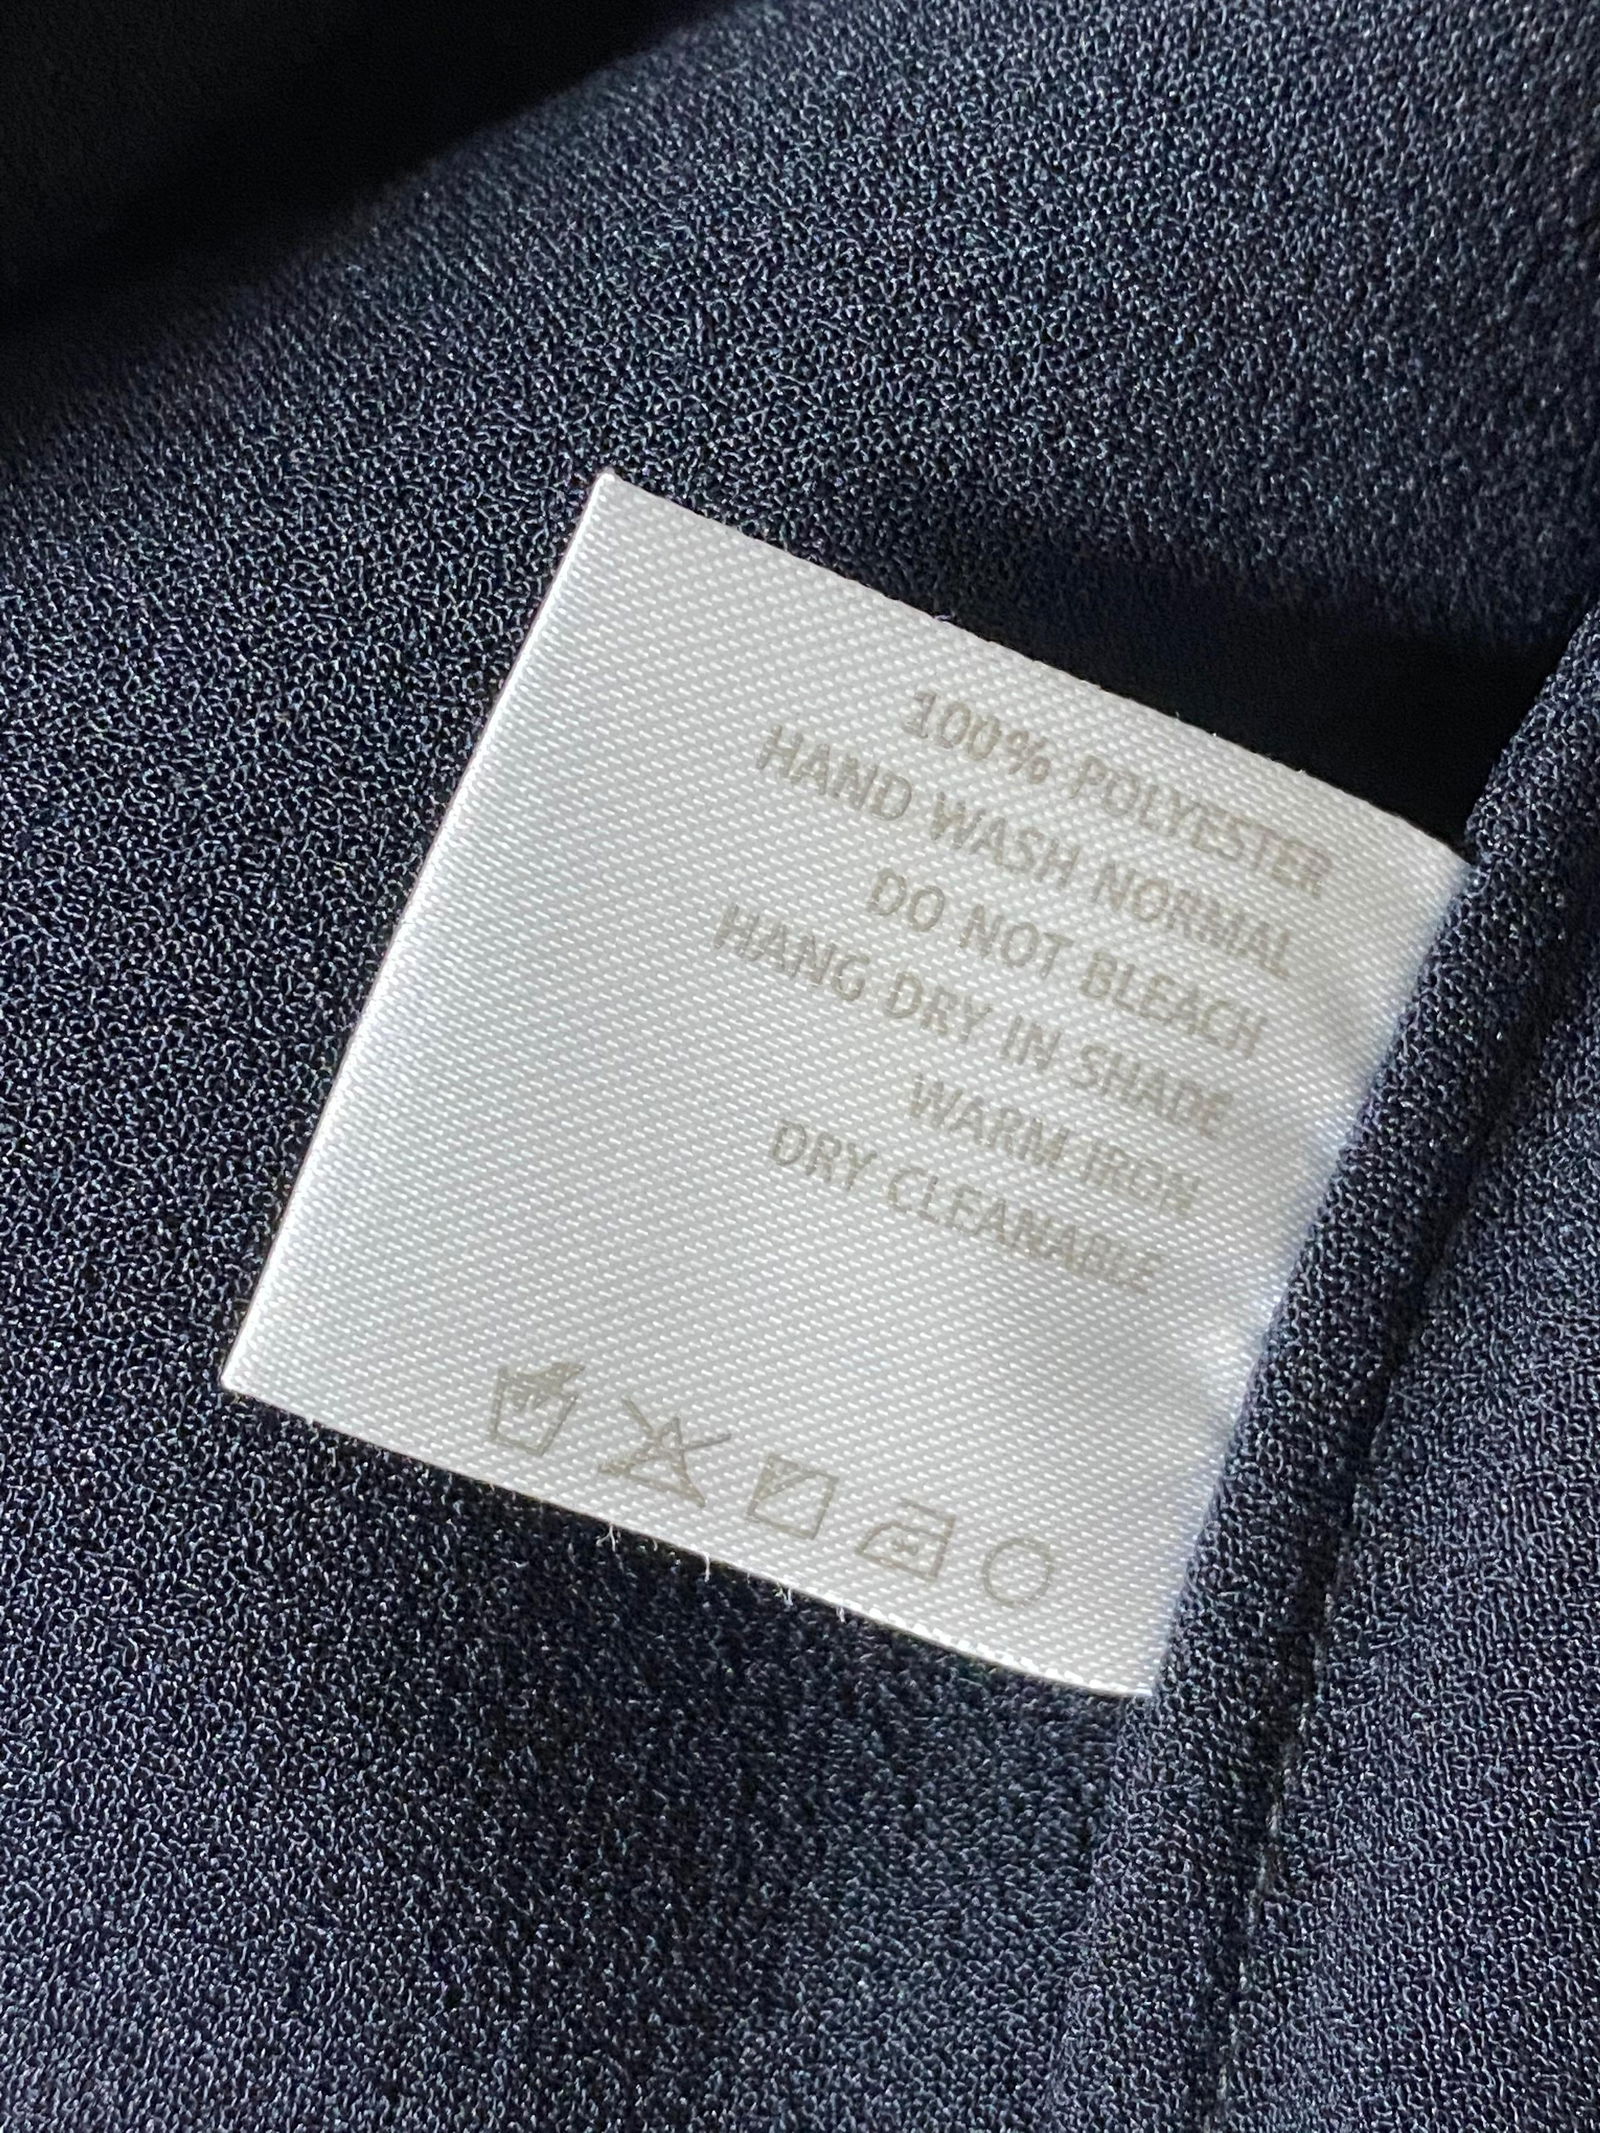 100% POLYESTER
HAND WASH NORMAL
DO NOT BLEACH
HANG DRY IN SHADE
WARM IRON
DRY CLEANABLE